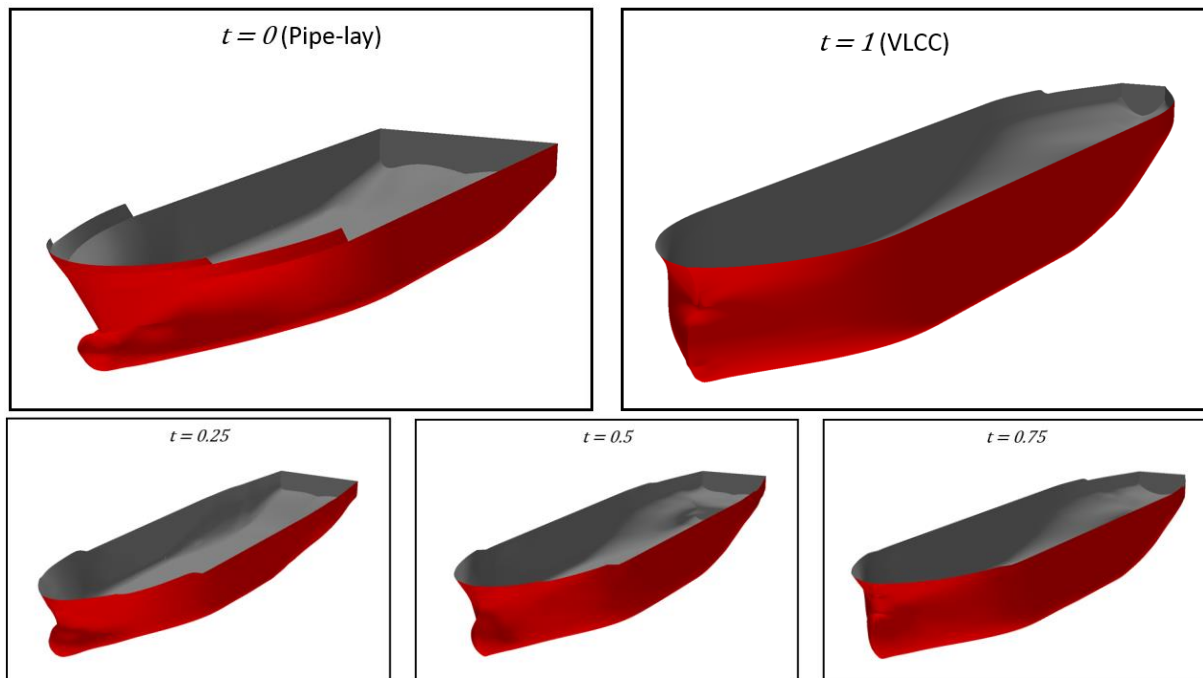 t = 0 (Pipe-lay)
t = 1 (VLCC)
t = 0.25
t = 0.5
t = 0.75